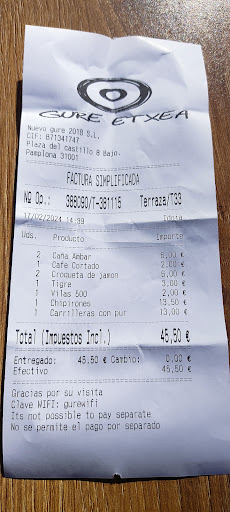 GURE ETXEA
Nuevo gure 2018 S.L.
CIF: B71341747
Plaza del castillo 8 Bajo.
Pamplona 31001
FACTURA SIMPLIFICADA
Nº Op.: 38B090/T-381115 Terraza/T33
17/02/2024 14:39 Idoia
Uds. Producto Importe
2 Caña Ambar 6,00 €
1 Cafe Cortado 2,00 €
2 Croqueta de jamon 5,00 €
1 Tigre 3,00 €
1 Vilas 500 2,00 €
1 Chipirones 13,50 €
1 Carrilleras con pur 13,00 €
Total (Impuestos Incl.) 45,50 €
Entregado: 45,50 € Cambio: 0,00 €
Efectivo 45,50 €
Gracias por su visita
Clave WIFI: gurewifi
Its not possible to pay separate
No se permite el pago por separado